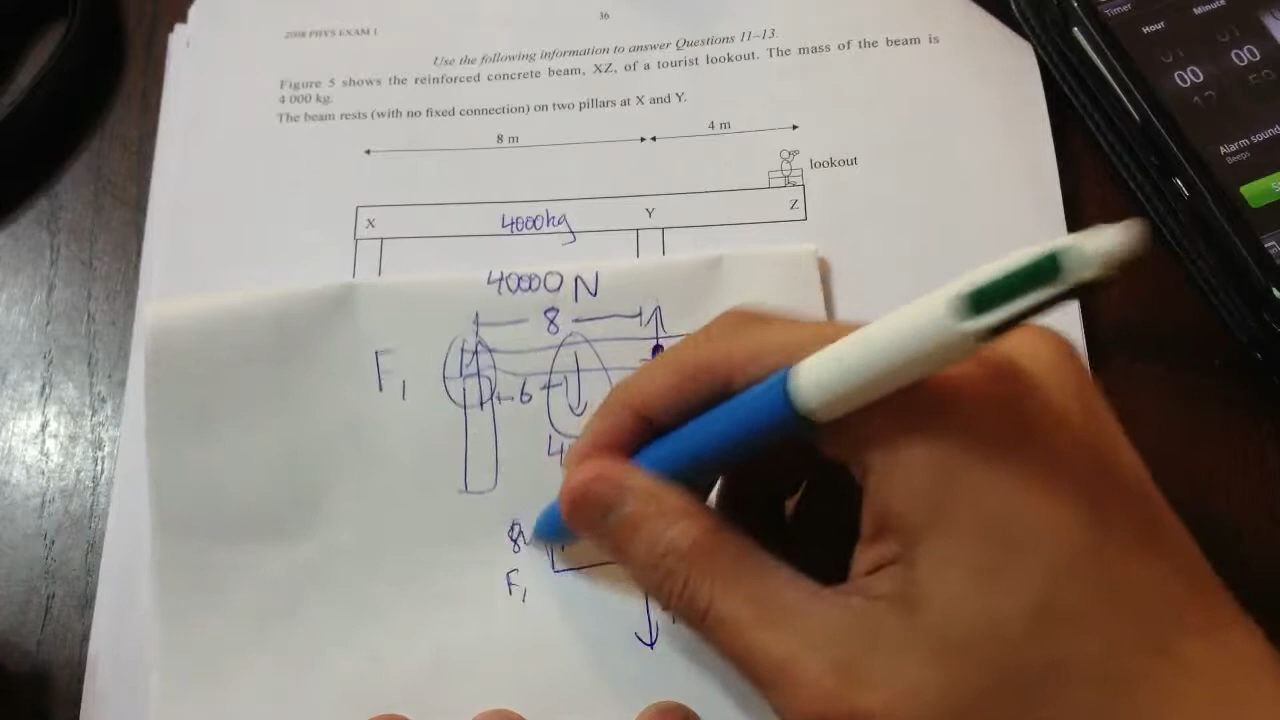 36
2008 PHYS EXAM 1
Use the following information to answer Questions 11–13.
Figure 5 shows the reinforced concrete beam, XZ, of a tourist lookout. The mass of the beam is
4 000 kg.
The beam rests (with no fixed connection) on two pillars at X and Y.
8 m
4 m
lookout
X
4000kg
Y
Z
40000 N
8
F₁
6
4
8
F₁
Timer
Hour
Minute
00
00
Alarm sound
Beeps